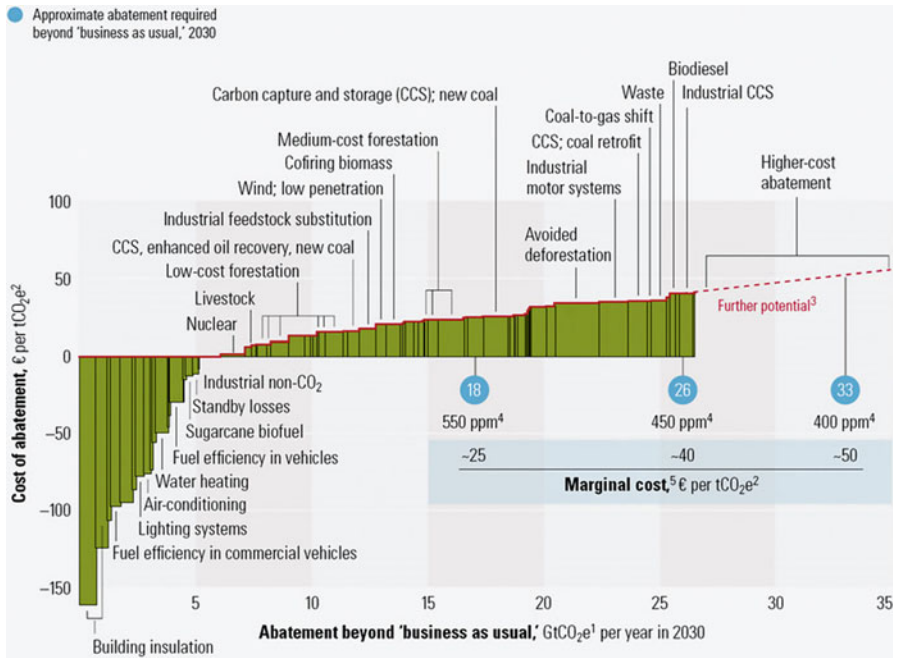 Approximate abatement required
beyond 'business as usual,' 2030
Biodiesel
Carbon capture and storage (CCS); new coal
Waste
Industrial CCS
Coal-to-gas shift
Medium-cost forestation
CCS; coal retrofit
Cofiring biomass
Industrial
motor systems
Higher-cost
abatement
Wind; low penetration
Industrial feedstock substitution
Avoided
deforestation
CCS, enhanced oil recovery, new coal
Low-cost forestation
Livestock
Nuclear
Further potential³
Cost of abatement, € per tCO₂e²
100
50
0
–50
–100
–150
Industrial non-CO₂
Standby losses
Sugarcane biofuel
Fuel efficiency in vehicles
Water heating
Air-conditioning
Lighting systems
Fuel efficiency in commercial vehicles
Building insulation
18
26
33
550 ppm⁴
450 ppm⁴
400 ppm⁴
~25
~40
~50
Marginal cost,⁵ € per tCO₂e²
5
10
15
20
25
30
35
Abatement beyond 'business as usual,' GtCO₂e¹ per year in 2030